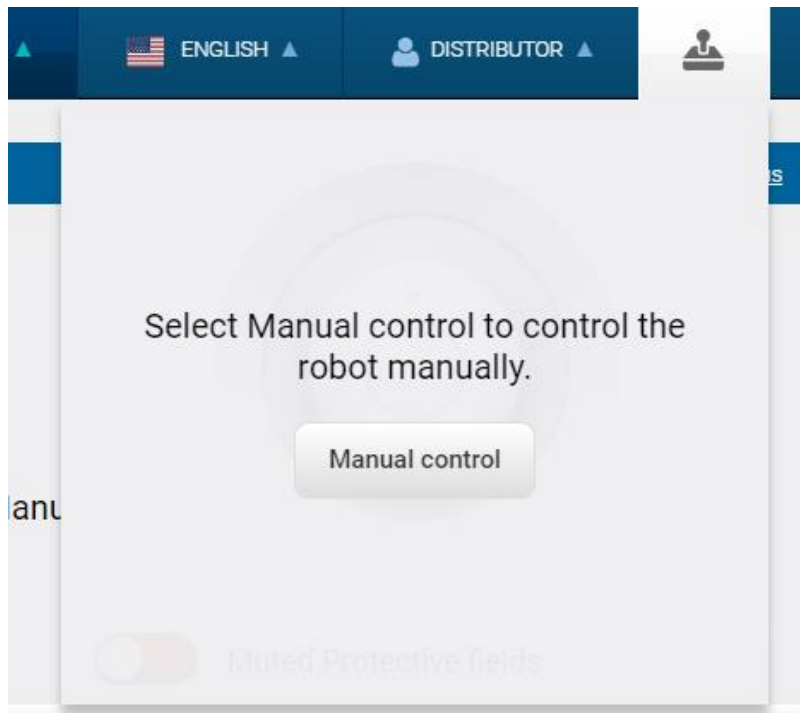 ENGLISH
DISTRIBUTOR
Select Manual control to control the
robot manually.
Manual control
Muted Protective fields